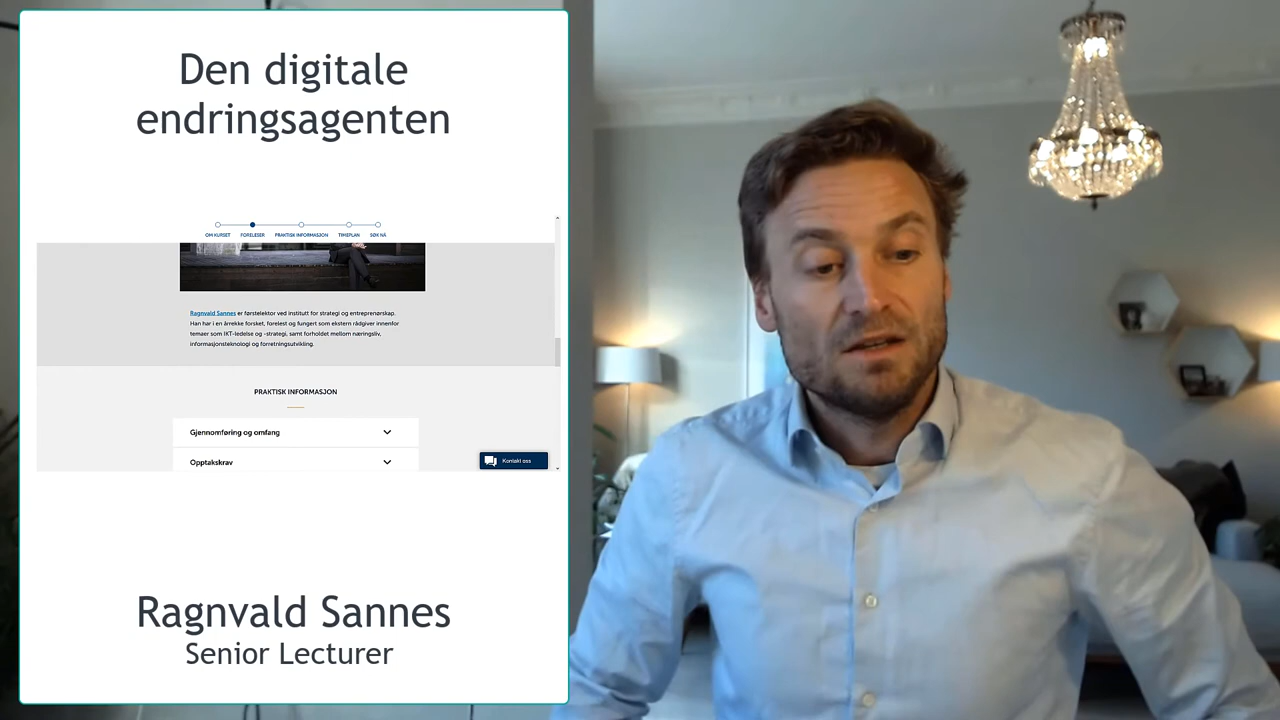 Den digitale
endringsagenten
OM KURSET FORELESER PRAKTISK INFORMASJON TIMEPLAN SØK NÅ
Ragnvald Sannes er førstelektor ved institutt for strategi og entreprenørskap.
Han har i en årrekke forsket, forelest og fungert som ekstern rådgiver innenfor
temaer som IKT-ledelse og -strategi, samt forholdet mellom næringsliv,
informasjonsteknologi og forretningsutvikling.
PRAKTISK INFORMASJON
Gjennomføring og omfang
Opptakskrav
Kontakt oss
Ragnvald Sannes
Senior Lecturer